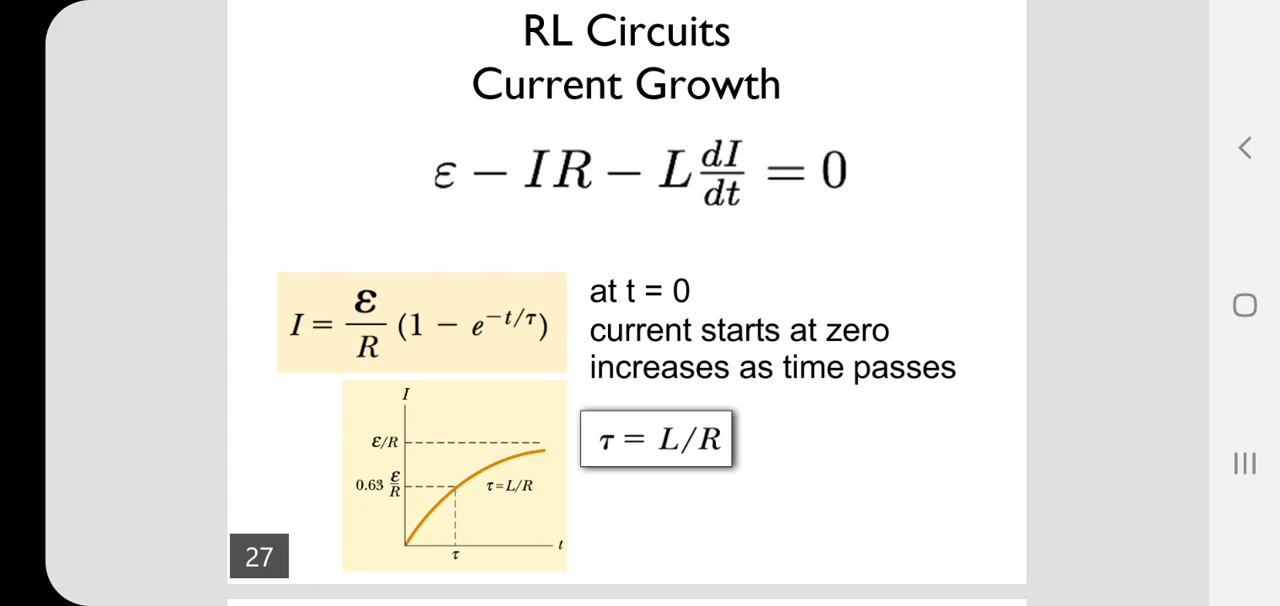 RL Circuits
Current Growth
ε − IR − L dI/dt = 0
I = ε/R (1 − e^−t/τ)
at t = 0
current starts at zero
increases as time passes
τ = L/R
I
ε/R
0.63 ε/R
τ=L/R
τ
t
27